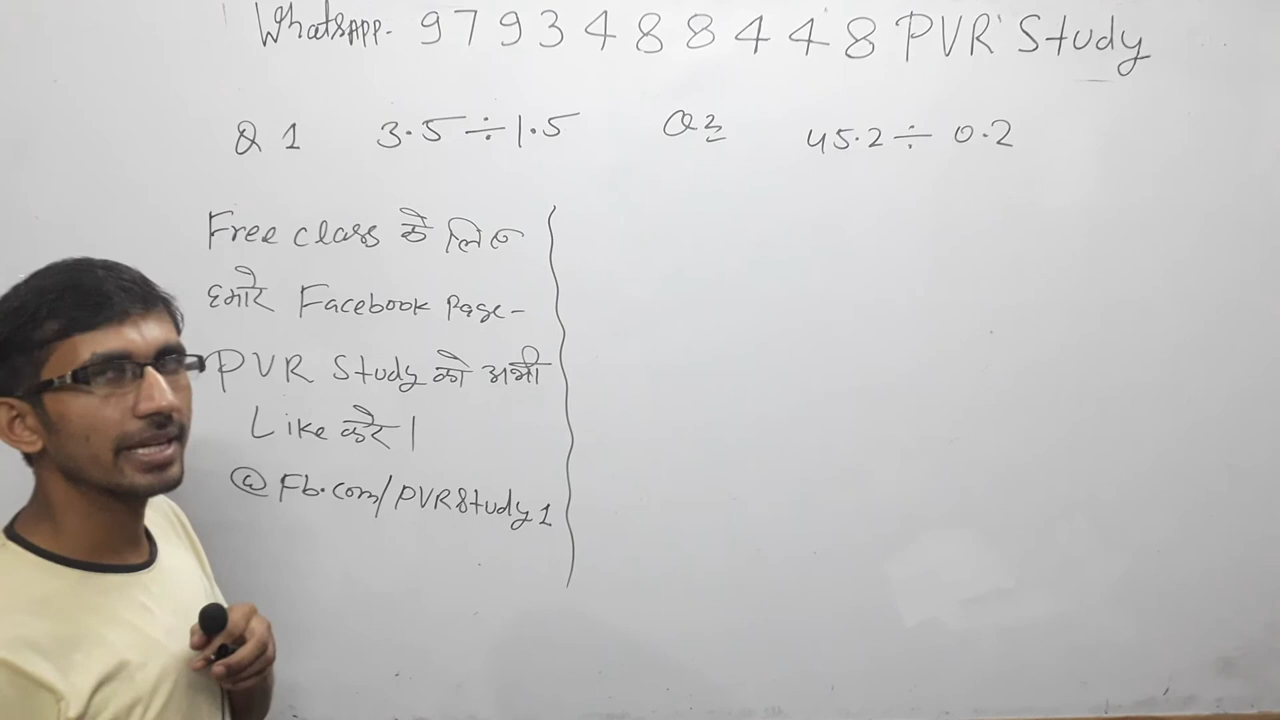 WhatsAPP. 9793488448 PVR Study
Q 1 3.5 ÷ 1.5 Q 2 45.2 ÷ 0.2
Free class के लिए
हमारे Facebook Page -
PVR Study को अभी
Like करे।
@ Fb.com/PVRStudy1